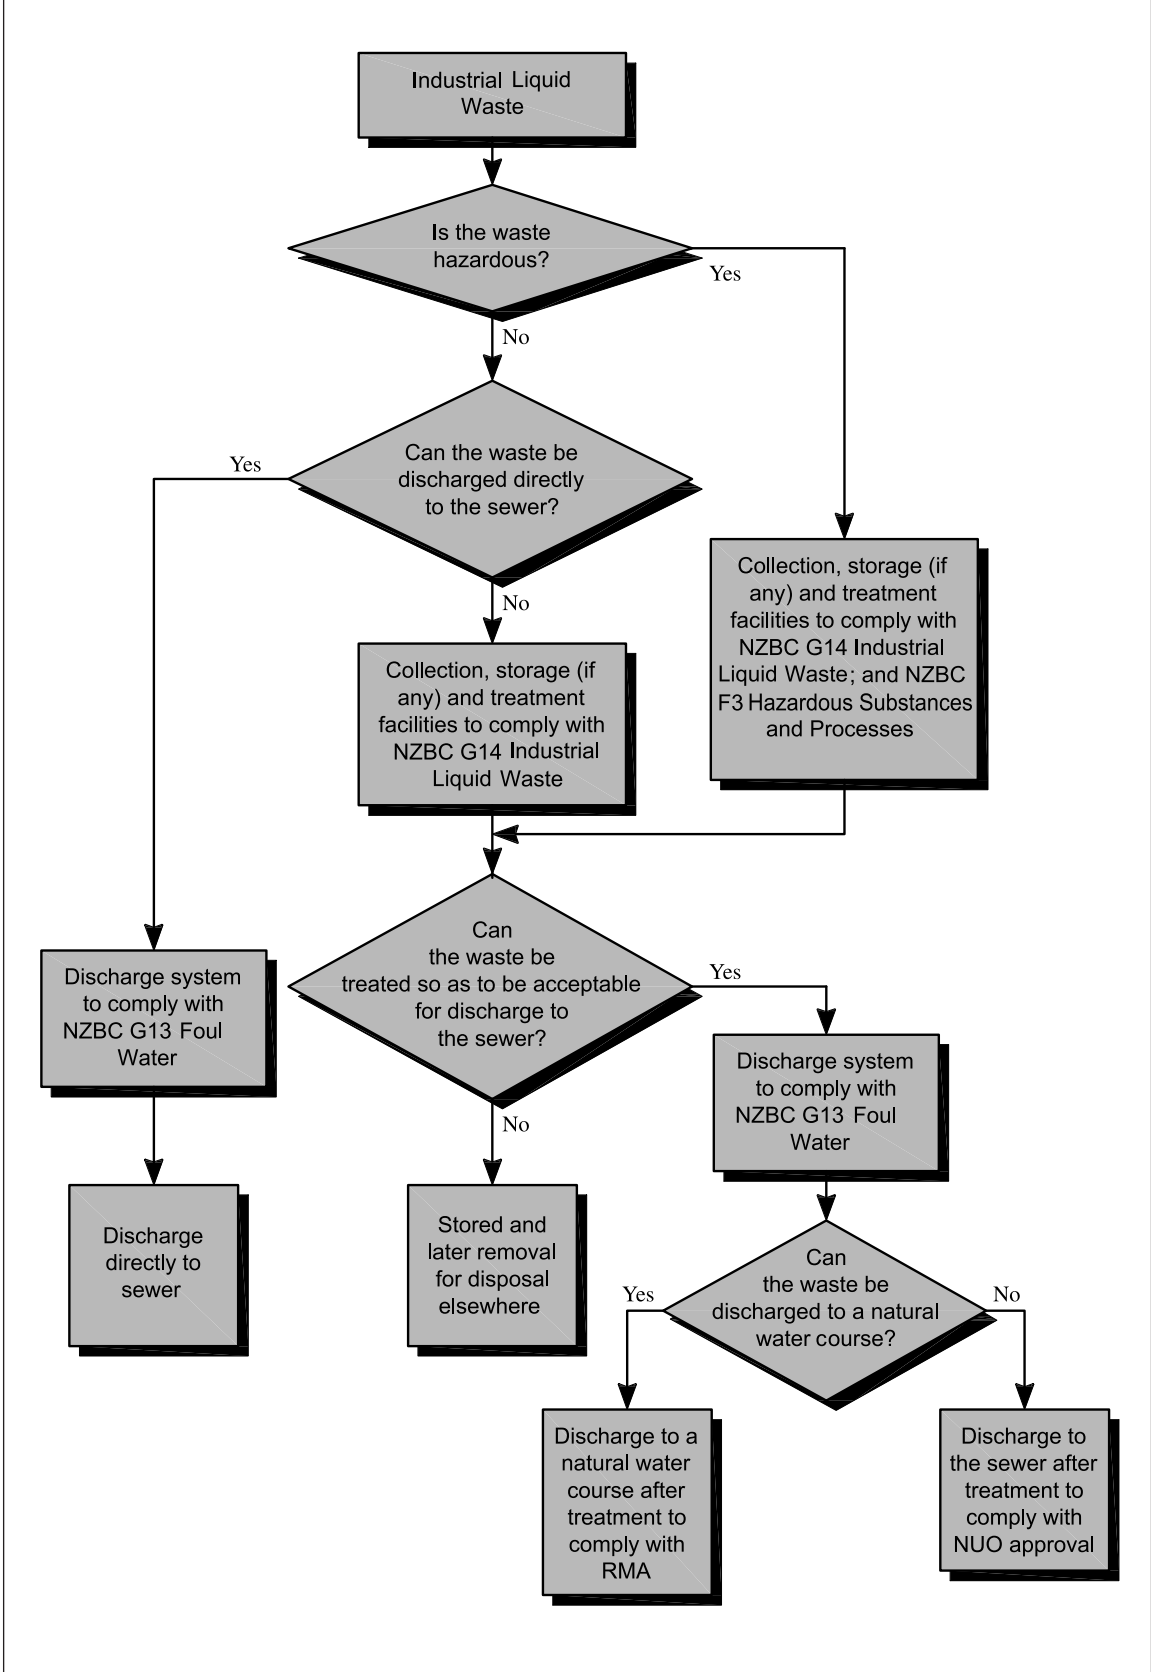 Industrial Liquid
Waste
Is the waste
hazardous?
Yes
No
Can the waste be
discharged directly
to the sewer?
Yes
No
Collection, storage (if
any) and treatment
facilities to comply with
NZBC G14 Industrial
Liquid Waste; and NZBC
F3 Hazardous Substances
and Processes
Collection, storage (if
any) and treatment
facilities to comply with
NZBC G14 Industrial
Liquid Waste
Can
the waste be
treated so as to be acceptable
for discharge to
the sewer?
Yes
No
Discharge system
to comply with
NZBC G13 Foul
Water
Discharge system
to comply with
NZBC G13 Foul
Water
Discharge
directly to
sewer
Stored and
later removal
for disposal
elsewhere
Can
the waste be
discharged to a natural
water course?
Yes
No
Discharge to a
natural water
course after
treatment to
comply with
RMA
Discharge to
the sewer after
treatment to
comply with
NUO approval